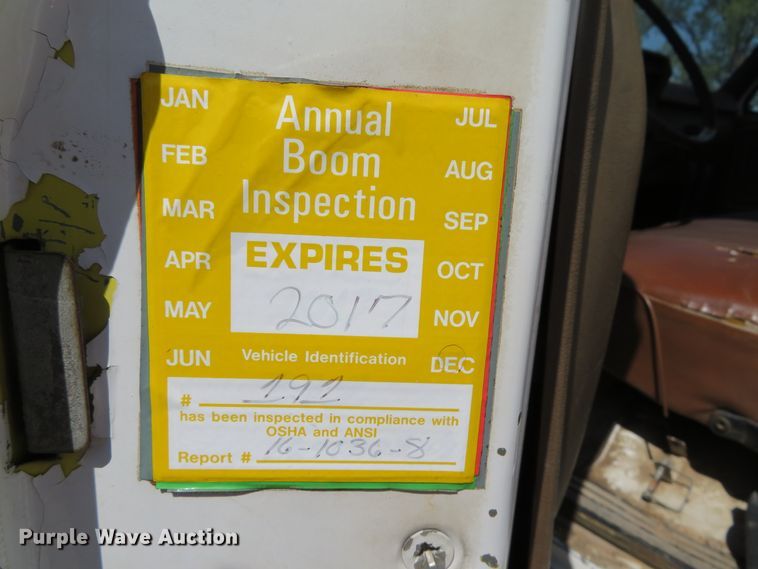 JAN
FEB
MAR
APR
MAY
JUN
Annual
Boom
Inspection
EXPIRES
2017
JUL
AUG
SEP
OCT
NOV
DEC
Vehicle Identification
# 191
has been inspected in compliance with
OSHA and ANSI
Report # 16-1036-8
Purple Wave Auction